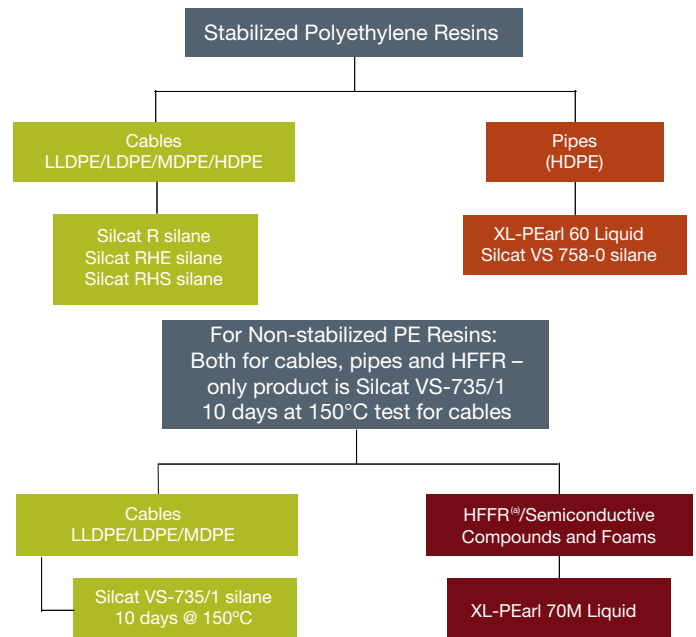 Stabilized Polyethylene Resins
Cables
LLDPE/LDPE/MDPE/HDPE
Pipes
(HDPE)
Silcat R silane
Silcat RHE silane
Silcat RHS silane
XL-PEarl 60 Liquid
Silcat VS 758-0 silane
For Non-stabilized PE Resins:
Both for cables, pipes and HFFR –
only product is Silcat VS-735/1
10 days at 150°C test for cables
Cables
LLDPE/LDPE/MDPE
HFFR(a)/Semiconductive
Compounds and Foams
Silcat VS-735/1 silane
10 days @ 150ºC
XL-PEarl 70M Liquid